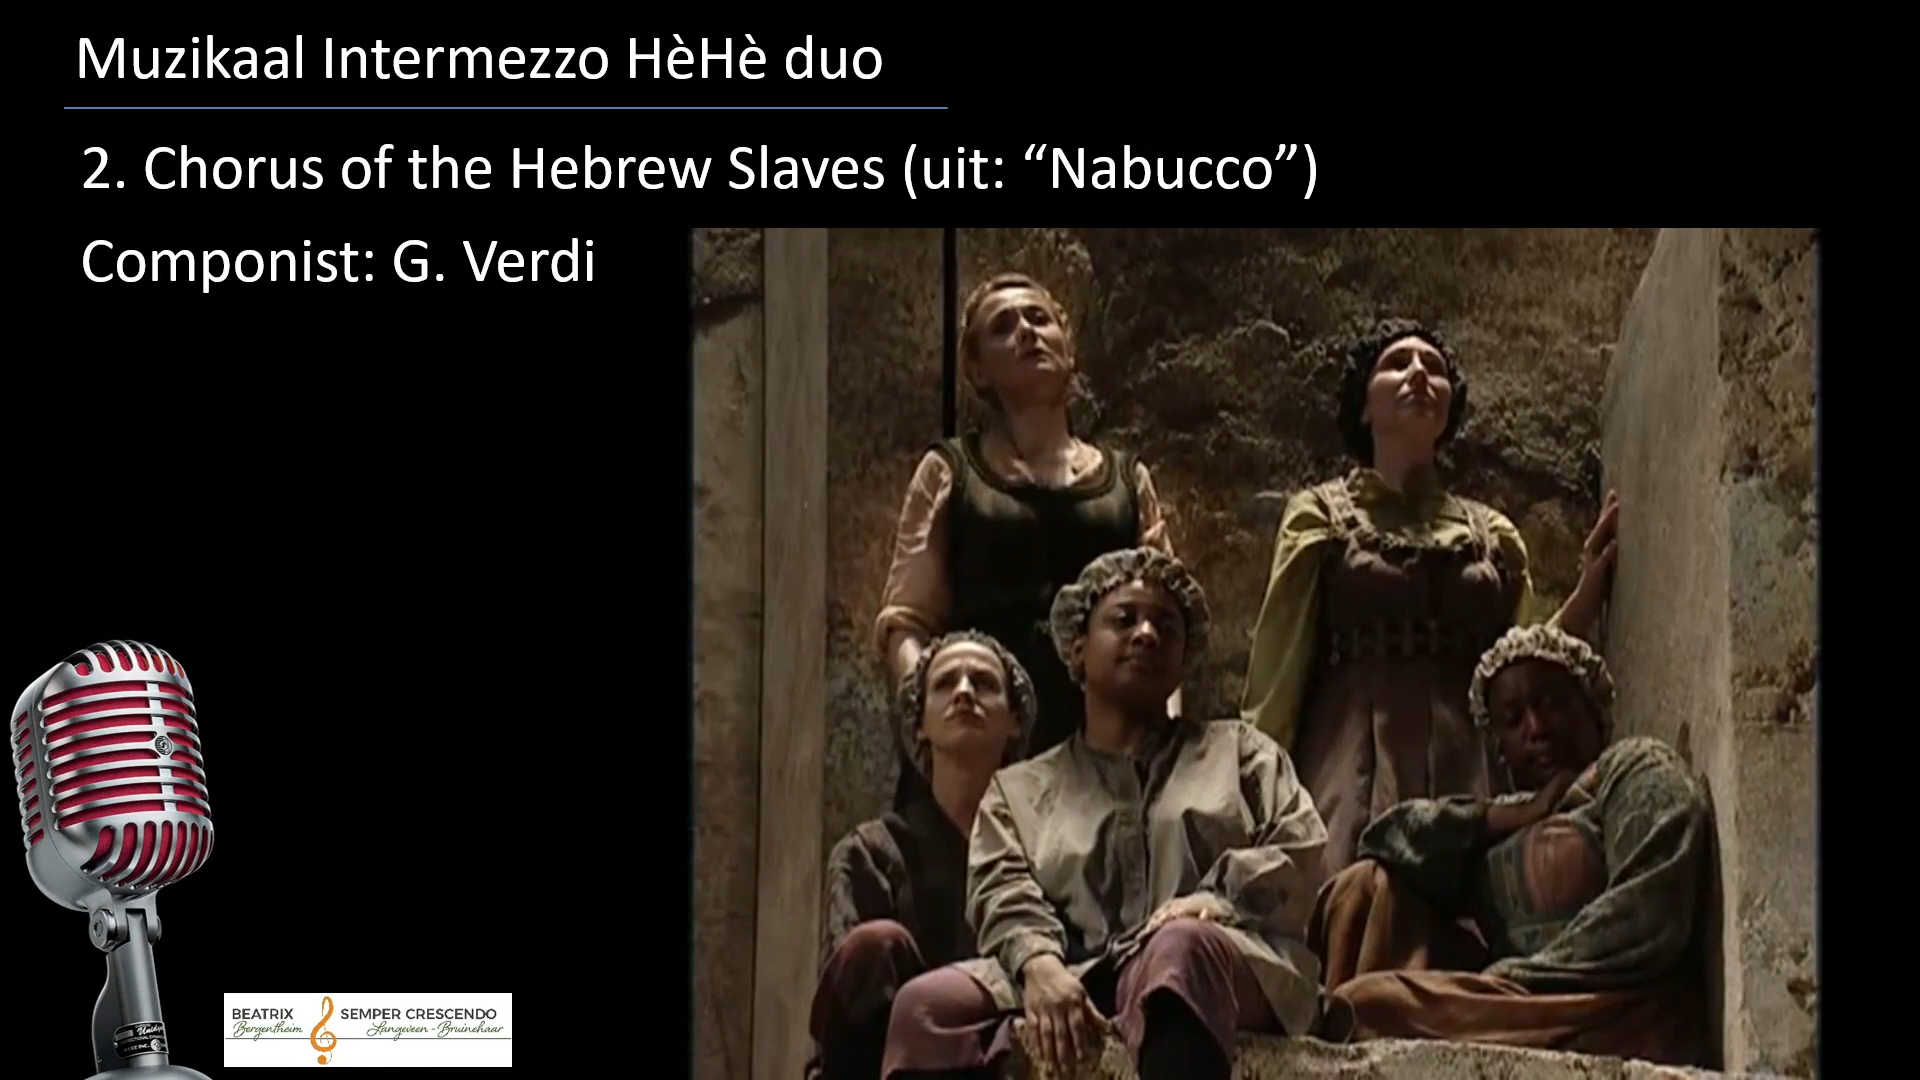 Muzikaal Intermezzo HèHè duo
2. Chorus of the Hebrew Slaves (uit: “Nabucco”)
Componist: G. Verdi
BEATRIX
Bergentheim
SEMPER CRESCENDO
Langeveen - Bruinehaar